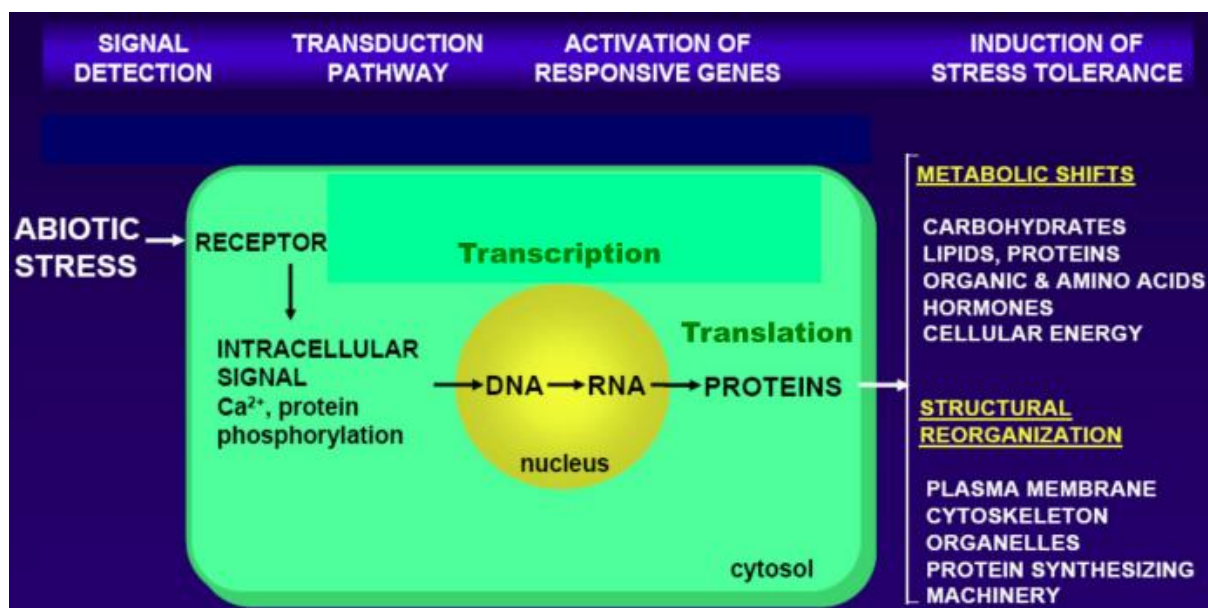 SIGNAL
DETECTION
TRANSDUCTION
PATHWAY
ACTIVATION OF
RESPONSIVE GENES
INDUCTION OF
STRESS TOLERANCE
ABIOTIC
STRESS
RECEPTOR
Transcription
INTRACELLULAR
SIGNAL
Ca²⁺, protein
phosphorylation
DNA
RNA
nucleus
Translation
PROTEINS
cytosol
METABOLIC SHIFTS
CARBOHYDRATES
LIPIDS, PROTEINS
ORGANIC & AMINO ACIDS
HORMONES
CELLULAR ENERGY
STRUCTURAL
REORGANIZATION
PLASMA MEMBRANE
CYTOSKELETON
ORGANELLES
PROTEIN SYNTHESIZING
MACHINERY